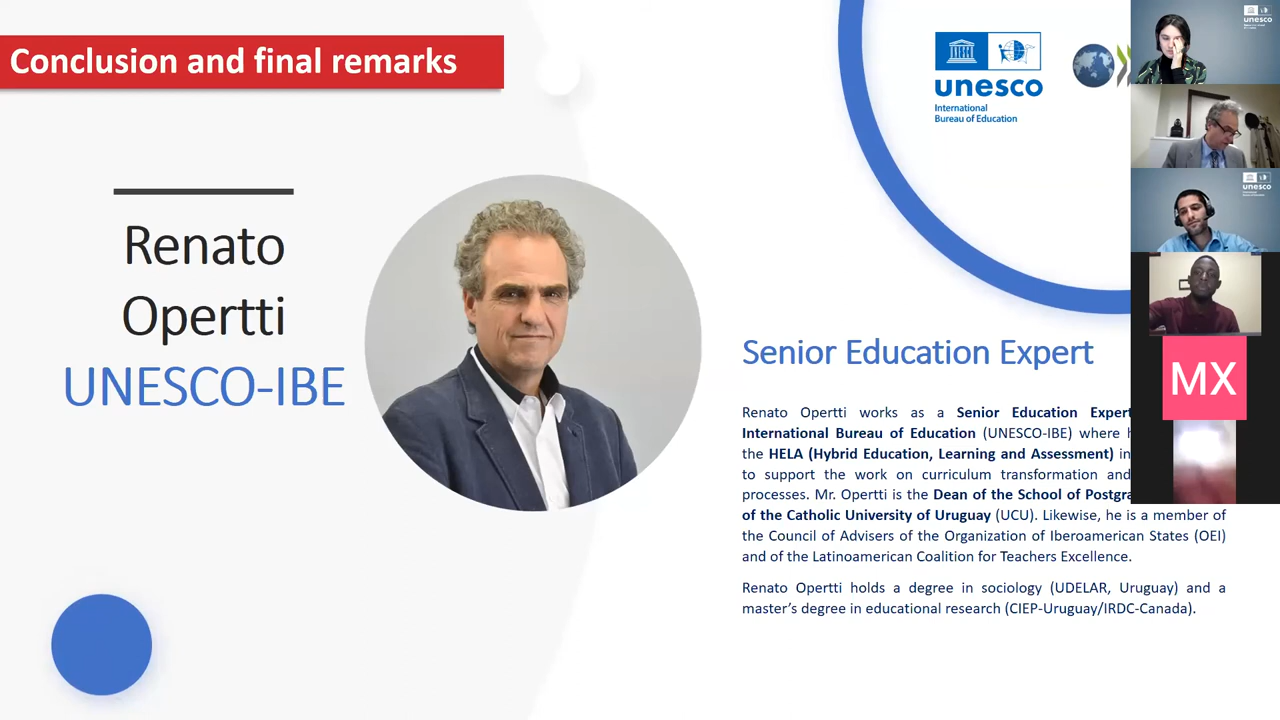 Conclusion and final remarks
Renato
Opertti
UNESCO-IBE
unesco
International
Bureau of Education
unesco
unesco
MX
Senior Education Expert
Renato Opertti works as a Senior Education Expert
International Bureau of Education (UNESCO-IBE) where
the HELA (Hybrid Education, Learning and Assessment)
to support the work on curriculum transformation and
processes. Mr. Opertti is the Dean of the School of
of the Catholic University of Uruguay (UCU). Likewise, he is a member of
the Council of Advisers of the Organization of Iberoamerican States (OEI)
and of the Latinoamerican Coalition for Teachers Excellence.
Renato Opertti holds a degree in sociology (UDELAR, Uruguay) and a
master's degree in educational research (CIEP-Uruguay/IRDC-Canada).